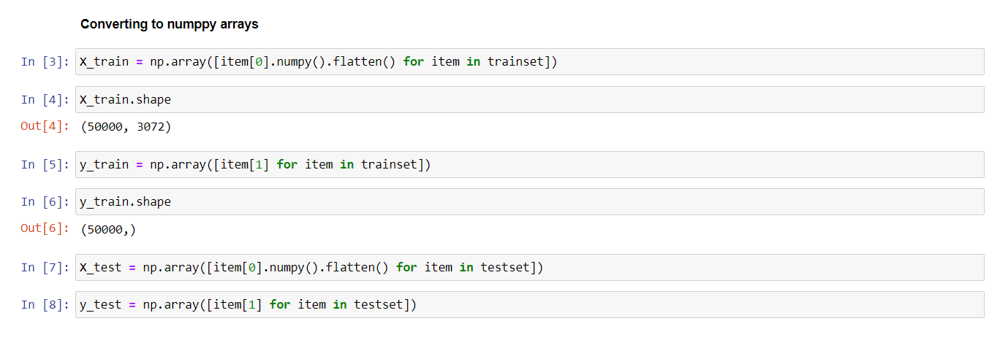 Converting to numppy arrays
In [3]: X_train = np.array([item[0].numpy().flatten() for item in trainset])
In [4]: X_train.shape
Out[4]: (50000, 3072)
In [5]: y_train = np.array([item[1] for item in trainset])
In [6]: y_train.shape
Out[6]: (50000,)
In [7]: X_test = np.array([item[0].numpy().flatten() for item in testset])
In [8]: y_test = np.array([item[1] for item in testset])